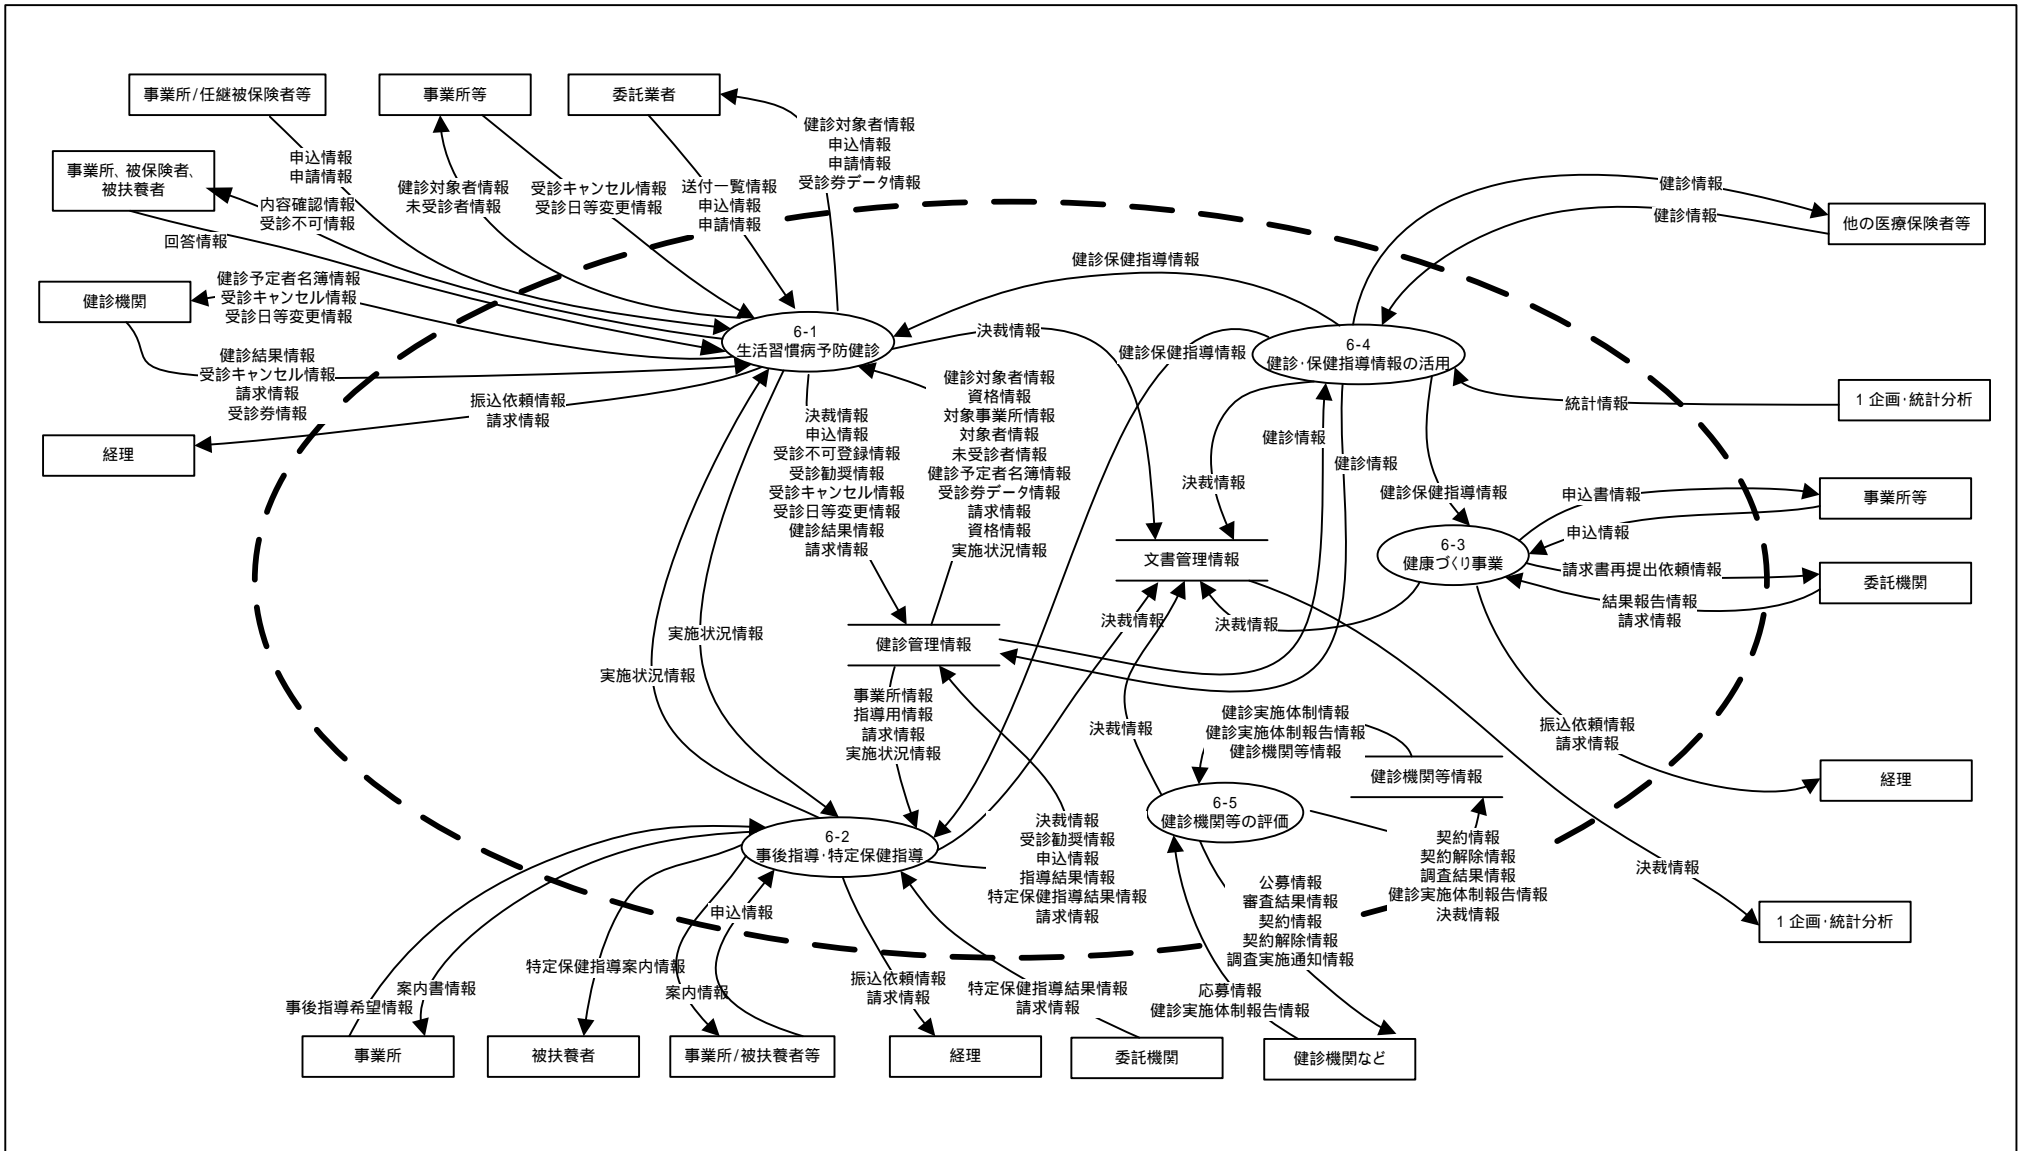 事業所/任継被保険者等
事業所等
委託業者
事業所、被保険者、
被扶養者
健診機関
経理
申込情報
申請情報
内容確認情報
受診不可情報
回答情報
健診対象者情報
未受診者情報
受診キャンセル情報
受診日等変更情報
送付一覧情報
申込情報
申請情報
健診対象者情報
申込情報
申請情報
受診券データ情報
健診予定者名簿情報
受診キャンセル情報
受診日等変更情報
健診結果情報
受診キャンセル情報
請求情報
受診券情報
振込依頼情報
請求情報
6-1
生活習慣病予防健診
健診保健指導情報
決裁情報
健診保健指導情報
6-4
健診・保健指導情報の活用
健診情報
健診情報
他の医療保険者等
統計情報
1 企画・統計分析
決裁情報
申込情報
受診不可登録情報
受診勧奨情報
受診キャンセル情報
受診日等変更情報
健診結果情報
請求情報
健診対象者情報
資格情報
対象事業所情報
対象者情報
未受診者情報
健診予定者名簿情報
受診券データ情報
請求情報
資格情報
実施状況情報
健診情報
健診情報
決裁情報
健診保健指導情報
申込書情報
事業所等
申込情報
6-3
健康づくり事業
請求書再提出依頼情報
委託機関
結果報告情報
請求情報
文書管理情報
決裁情報
決裁情報
実施状況情報
実施状況情報
健診管理情報
事業所情報
指導用情報
請求情報
実施状況情報
決裁情報
健診実施体制情報
健診実施体制報告情報
健診機関等情報
健診機関等情報
振込依頼情報
請求情報
経理
6-5
健診機関等の評価
6-2
事後指導・特定保健指導
決裁情報
受診勧奨情報
申込情報
指導結果情報
特定保健指導結果情報
請求情報
契約情報
契約解除情報
調査結果情報
健診実施体制報告情報
決裁情報
決裁情報
1 企画・統計分析
公募情報
審査結果情報
契約情報
契約解除情報
調査実施通知情報
申込情報
特定保健指導案内情報
案内情報
案内書情報
事後指導希望情報
振込依頼情報
請求情報
特定保健指導結果情報
請求情報
応募情報
健診実施体制報告情報
事業所
被扶養者
事業所/被扶養者等
経理
委託機関
健診機関など